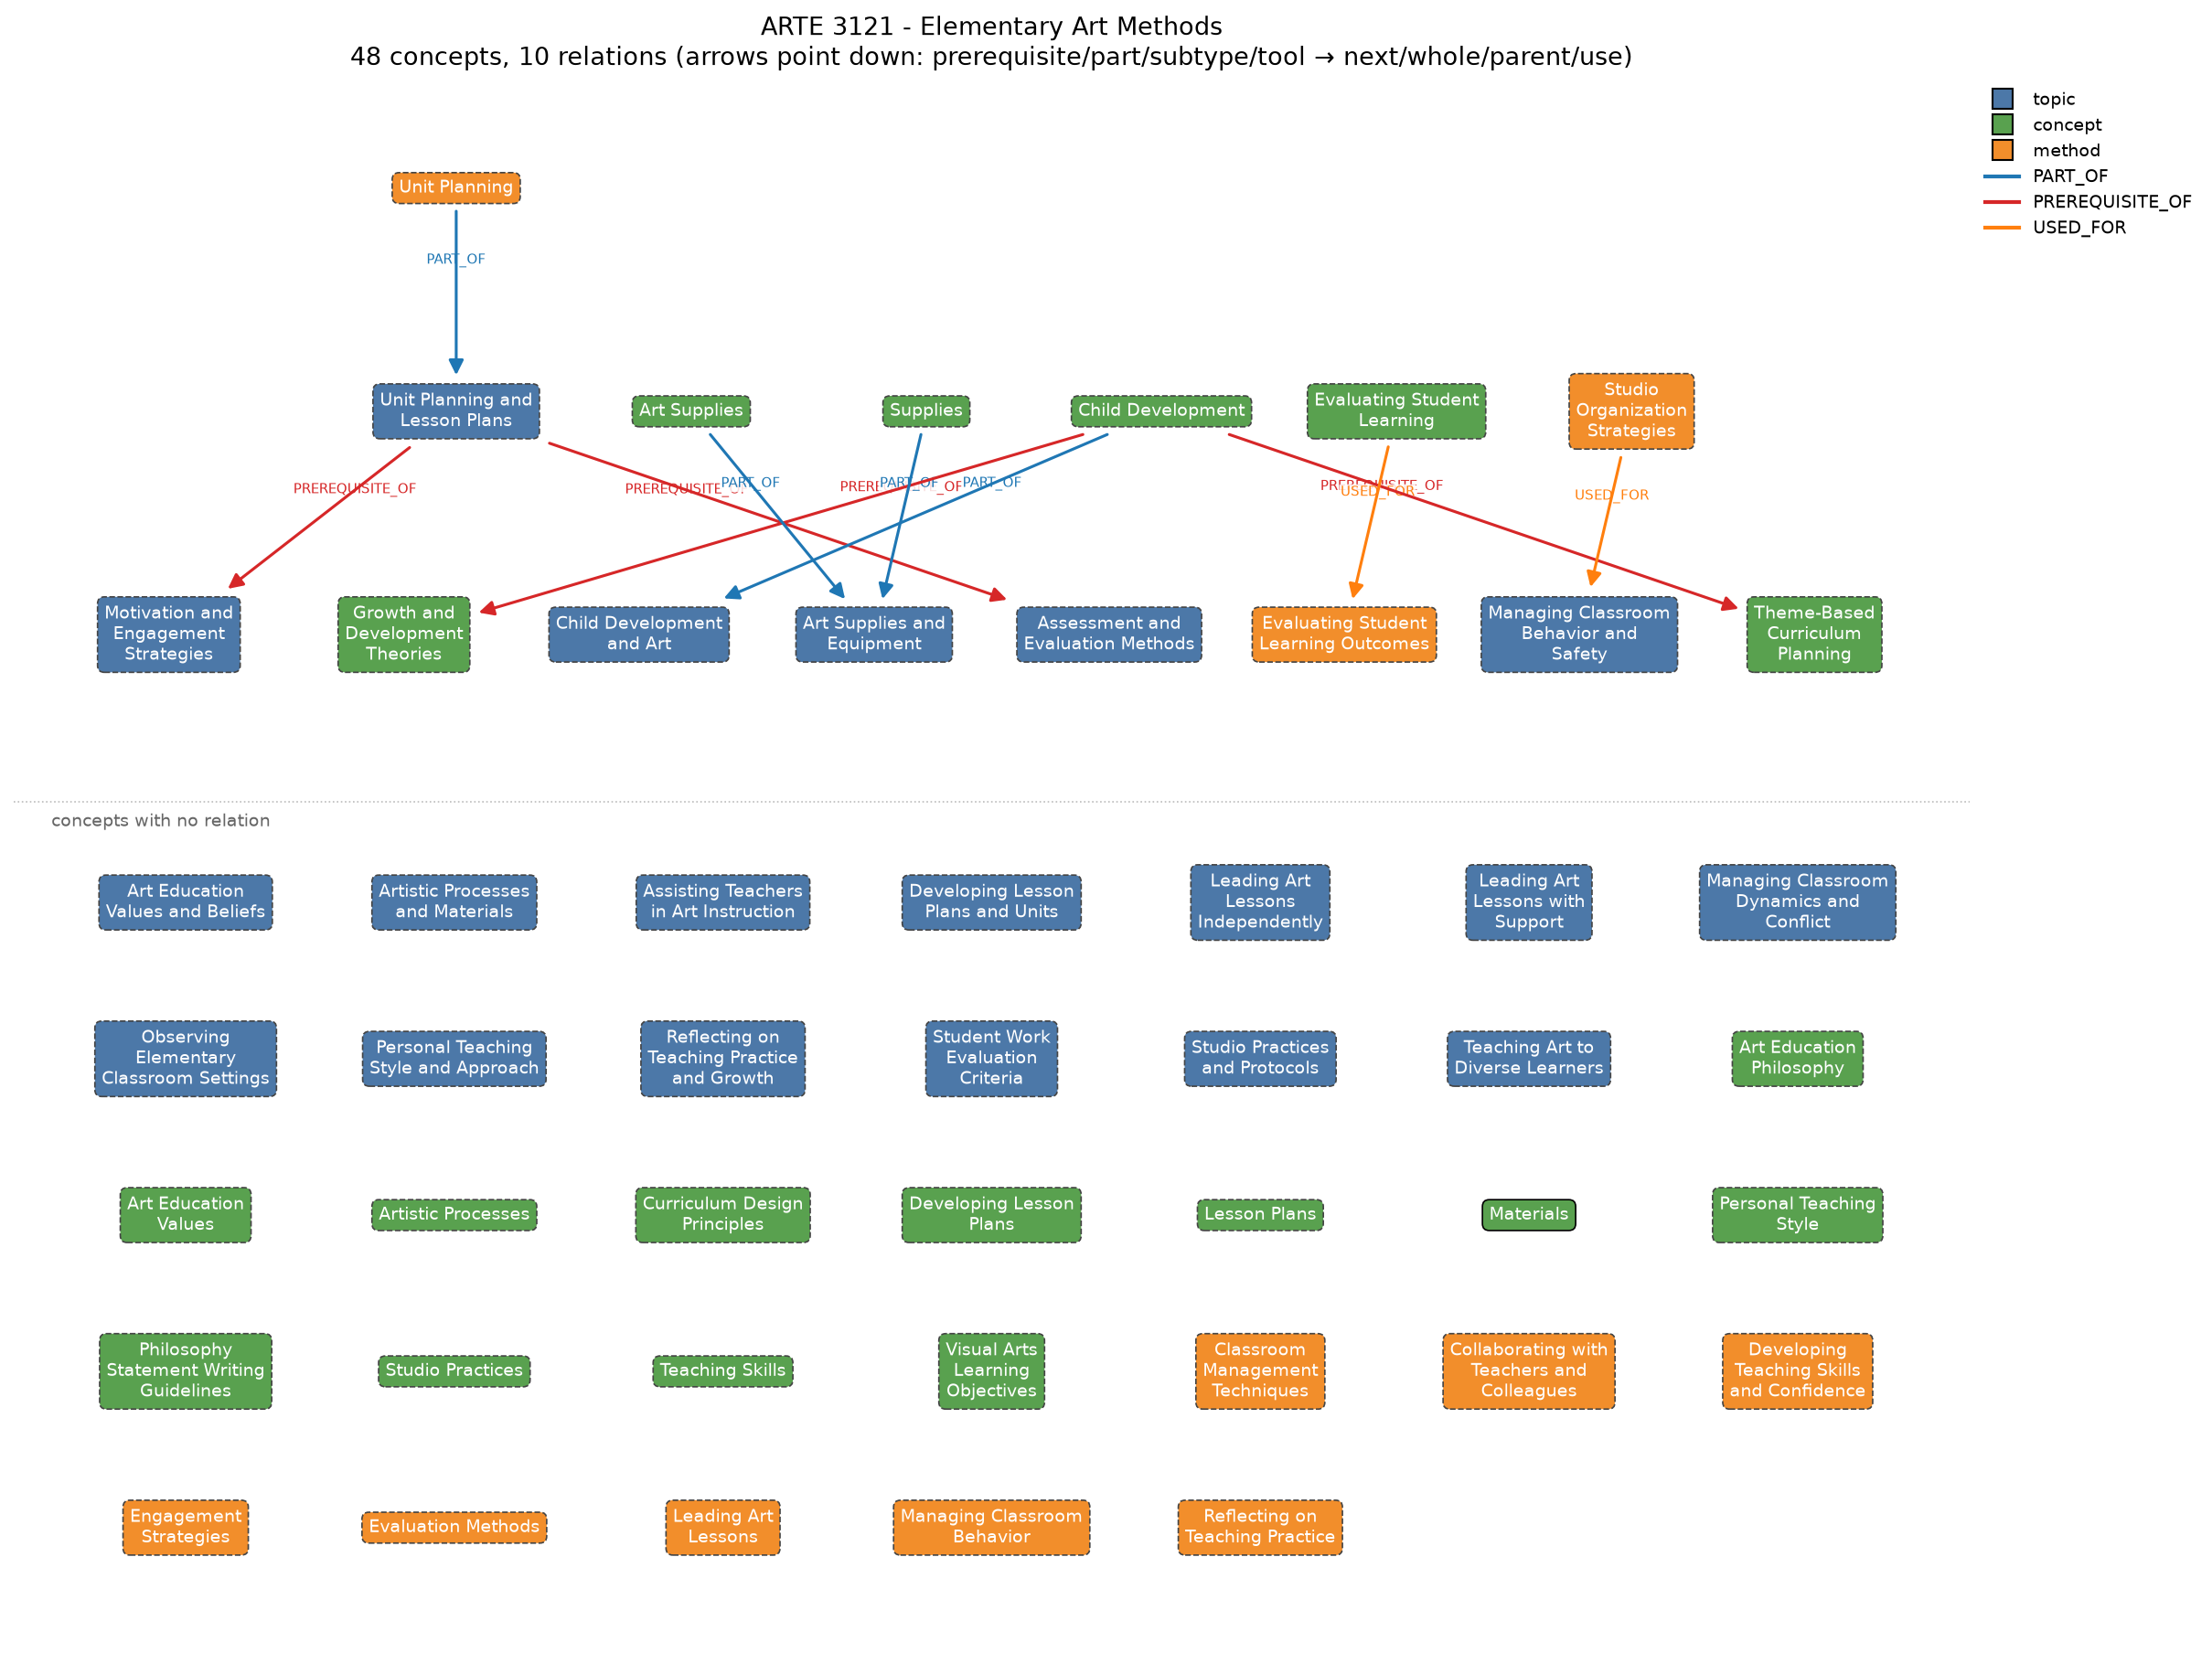 ARTE 3121 - Elementary Art Methods
48 concepts, 10 relations (arrows point down: prerequisite/part/subtype/tool → next/whole/parent/use)
topic
concept
method
PART_OF
PREREQUISITE_OF
USED_FOR
Unit Planning
PART_OF
Unit Planning and
Lesson Plans
Art Supplies
Supplies
Child Development
Evaluating Student
Learning
Studio
Organization
Strategies
PREREQUISITE_OF
PREREQUISITE_OF
PART_OF
PREREQUISITE_OF
PART_OF
PART_OF
PREREQUISITE_OF
USED_FOR
USED_FOR
Motivation and
Engagement
Strategies
Growth and
Development
Theories
Child Development
and Art
Art Supplies and
Equipment
Assessment and
Evaluation Methods
Evaluating Student
Learning Outcomes
Managing Classroom
Behavior and
Safety
Theme-Based
Curriculum
Planning
concepts with no relation
Art Education
Values and Beliefs
Artistic Processes
and Materials
Assisting Teachers
in Art Instruction
Developing Lesson
Plans and Units
Leading Art
Lessons
Independently
Leading Art
Lessons with
Support
Managing Classroom
Dynamics and
Conflict
Observing
Elementary
Classroom Settings
Personal Teaching
Style and Approach
Reflecting on
Teaching Practice
and Growth
Student Work
Evaluation
Criteria
Studio Practices
and Protocols
Teaching Art to
Diverse Learners
Art Education
Philosophy
Art Education
Values
Artistic Processes
Curriculum Design
Principles
Developing Lesson
Plans
Lesson Plans
Materials
Personal Teaching
Style
Philosophy
Statement Writing
Guidelines
Studio Practices
Teaching Skills
Visual Arts
Learning
Objectives
Classroom
Management
Techniques
Collaborating with
Teachers and
Colleagues
Developing
Teaching Skills
and Confidence
Engagement
Strategies
Evaluation Methods
Leading Art
Lessons
Managing Classroom
Behavior
Reflecting on
Teaching Practice